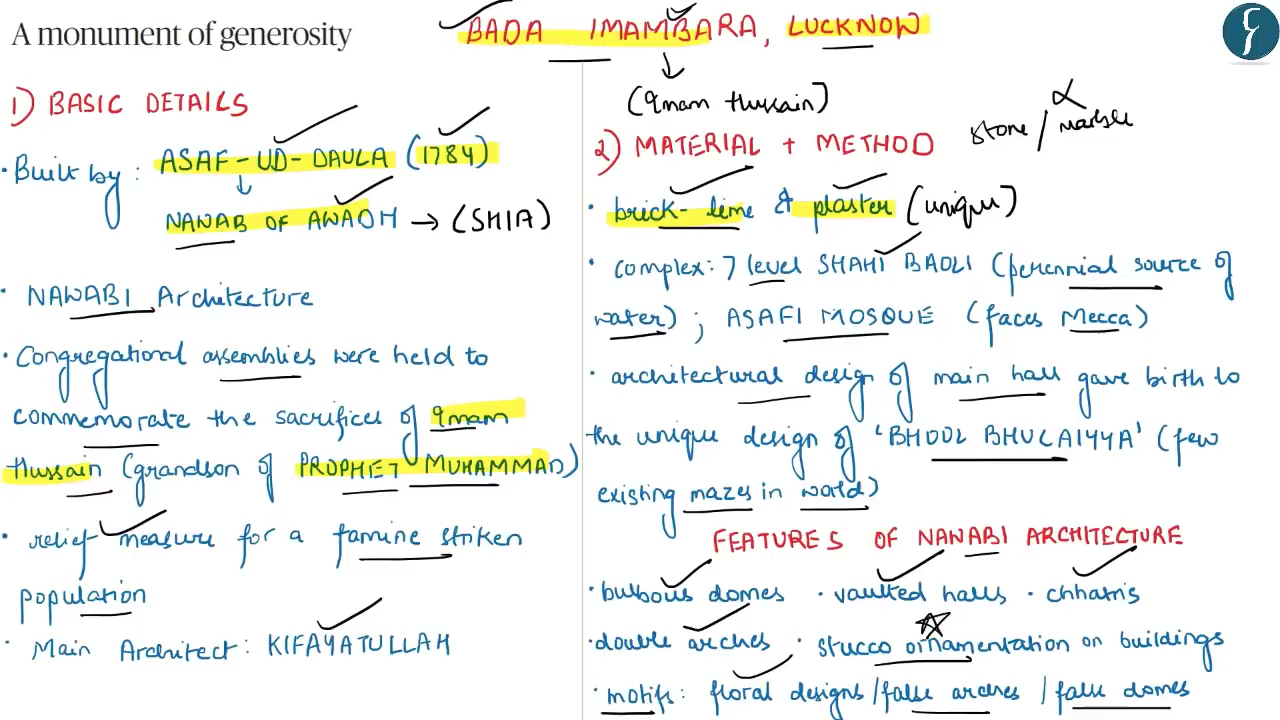 A monument of generosity
BADA IMAMBARA, LUCKNOW
(Imam Hussain)
1) BASIC DETAILS
• Built by: ASAF-UD-DAULA (1784)
NAWAB OF AWADH → (SHIA)
• NAWABI Architecture
• Congregational assemblies were held to
commemorate the sacrifices of Imam
Hussain (grandson of PROPHET MUHAMMAD)
• relief measure for a famine striken
population
• Main Architect: KIFAYATULLAH
stone / marble
2) MATERIAL + METHOD
• brick-lime & plaster (unique)
• complex: 7 level SHAHI BAOLI (perennial source of
water); ASAFI MOSQUE (faces Mecca)
• architectural design of main hall gave birth to
the unique design of 'BHOOL BHULAIYYA' (few
existing mazes in world)
FEATURES OF NAWABI ARCHITECTURE
• bulbous domes • vaulted halls • chhatris
• double arches • stucco ornamentation on buildings
• motifs: floral designs/false arches/false domes